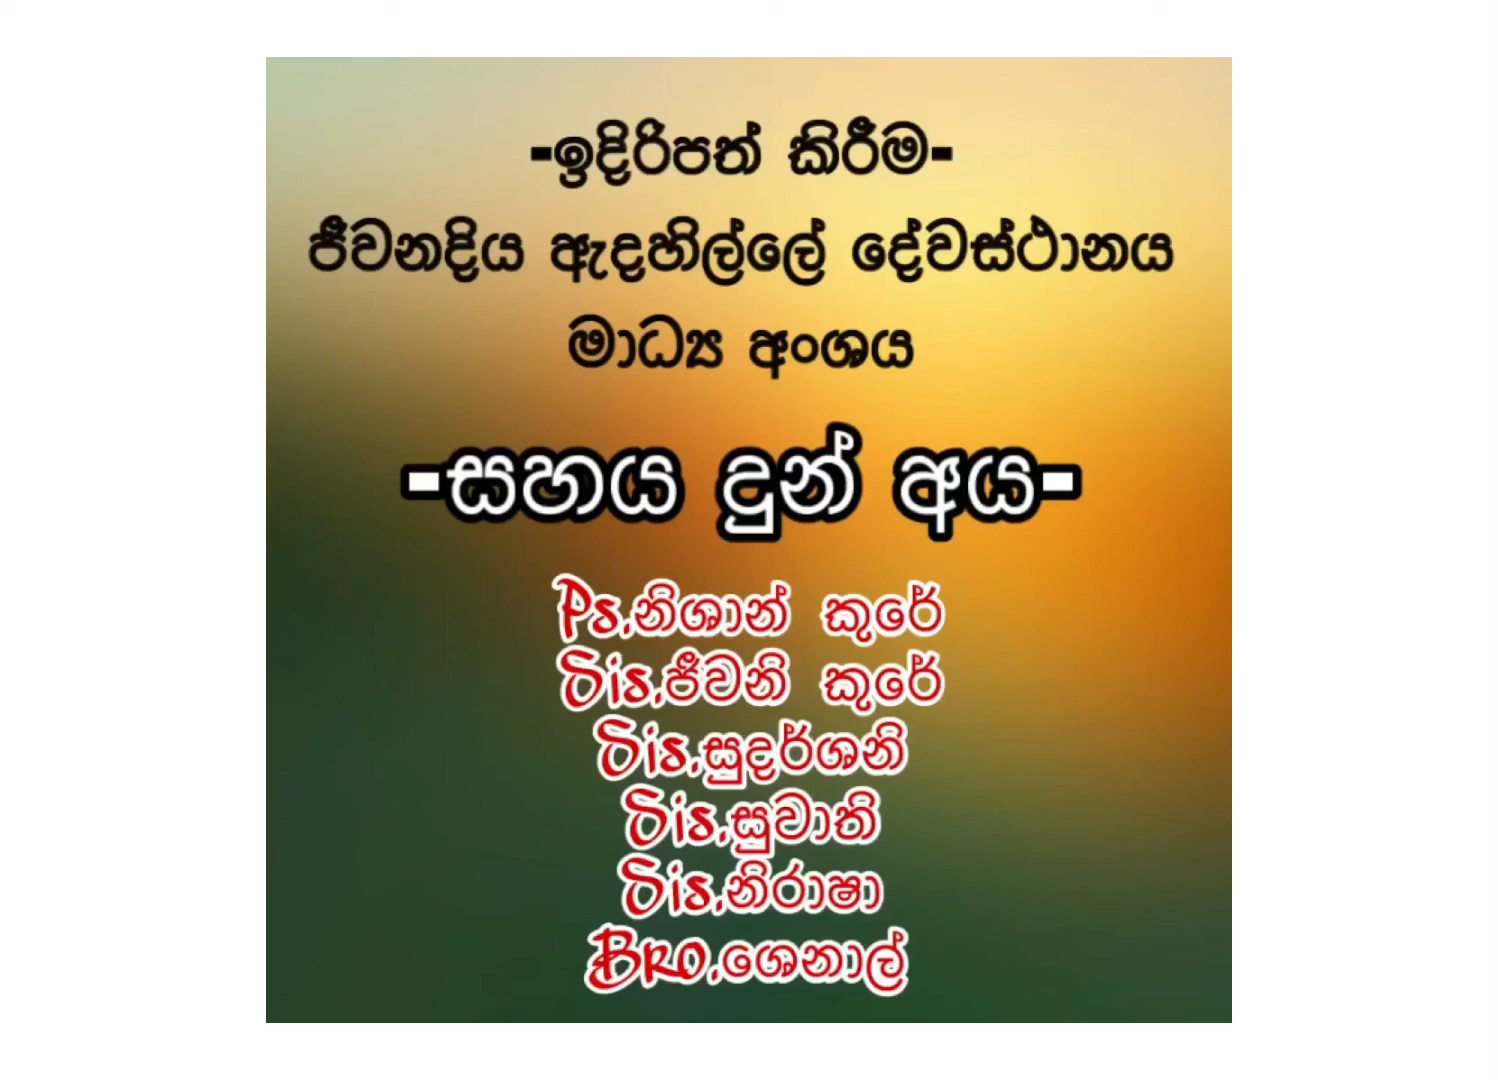 -ඉදිරිපත් කිරීම-
ජීවනදිය ඇදහිල්ලේ දේවස්ථානය
මාධ්‍ය අංශය
-සහය දුන් අය-
Ps.නිශාන් කුරේ
Sis.ජීවනි කුරේ
Sis.සුදර්ශනි
Sis.සුවාති
Sis.නිරාෂා
Bro.ශෙනාල්